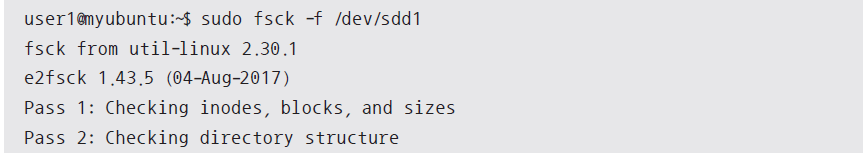 user1@myubuntu:~$ sudo fsck -f /dev/sdd1
fsck from util-linux 2.30.1
e2fsck 1.43.5 (04-Aug-2017)
Pass 1: Checking inodes, blocks, and sizes
Pass 2: Checking directory structure